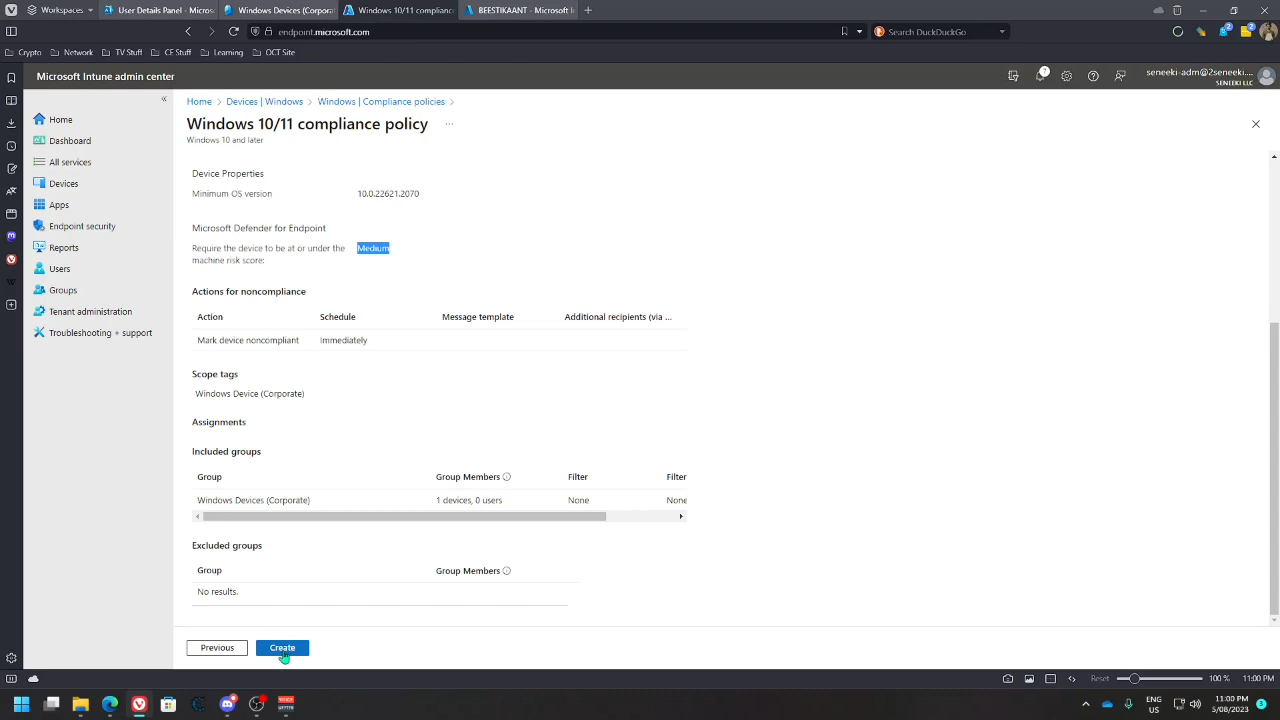 Workspaces
User Details Panel - Micros
Windows Devices (Corporat
Windows 10/11 complianc
BEESTIKAANT - Microsoft I
endpoint.microsoft.com
Search DuckDuckGo
2
2
Crypto
Network
TV Stuff
CE Stuff
Learning
OCT Site
Microsoft Intune admin center
seneeki-adm@2seneeki....
SENEEKI LLC
Home
Dashboard
All services
Devices
Apps
Endpoint security
Reports
Users
Groups
Tenant administration
Troubleshooting + support
Home > Devices | Windows > Windows | Compliance policies >
Windows 10/11 compliance policy ...
Windows 10 and later
Device Properties
Minimum OS version 10.0.22621.2070
Microsoft Defender for Endpoint
Require the device to be at or under the Medium
machine risk score:
Actions for noncompliance
Action Schedule Message template Additional recipients (via ...
Mark device noncompliant Immediately
Scope tags
Windows Device (Corporate)
Assignments
Included groups
Group Group Members Filter Filter
Windows Devices (Corporate) 1 devices, 0 users None None
Excluded groups
Group Group Members
No results.
Previous Create
Reset 100 % 11:00 PM
ENG
US
11:00 PM
5/08/2023
3